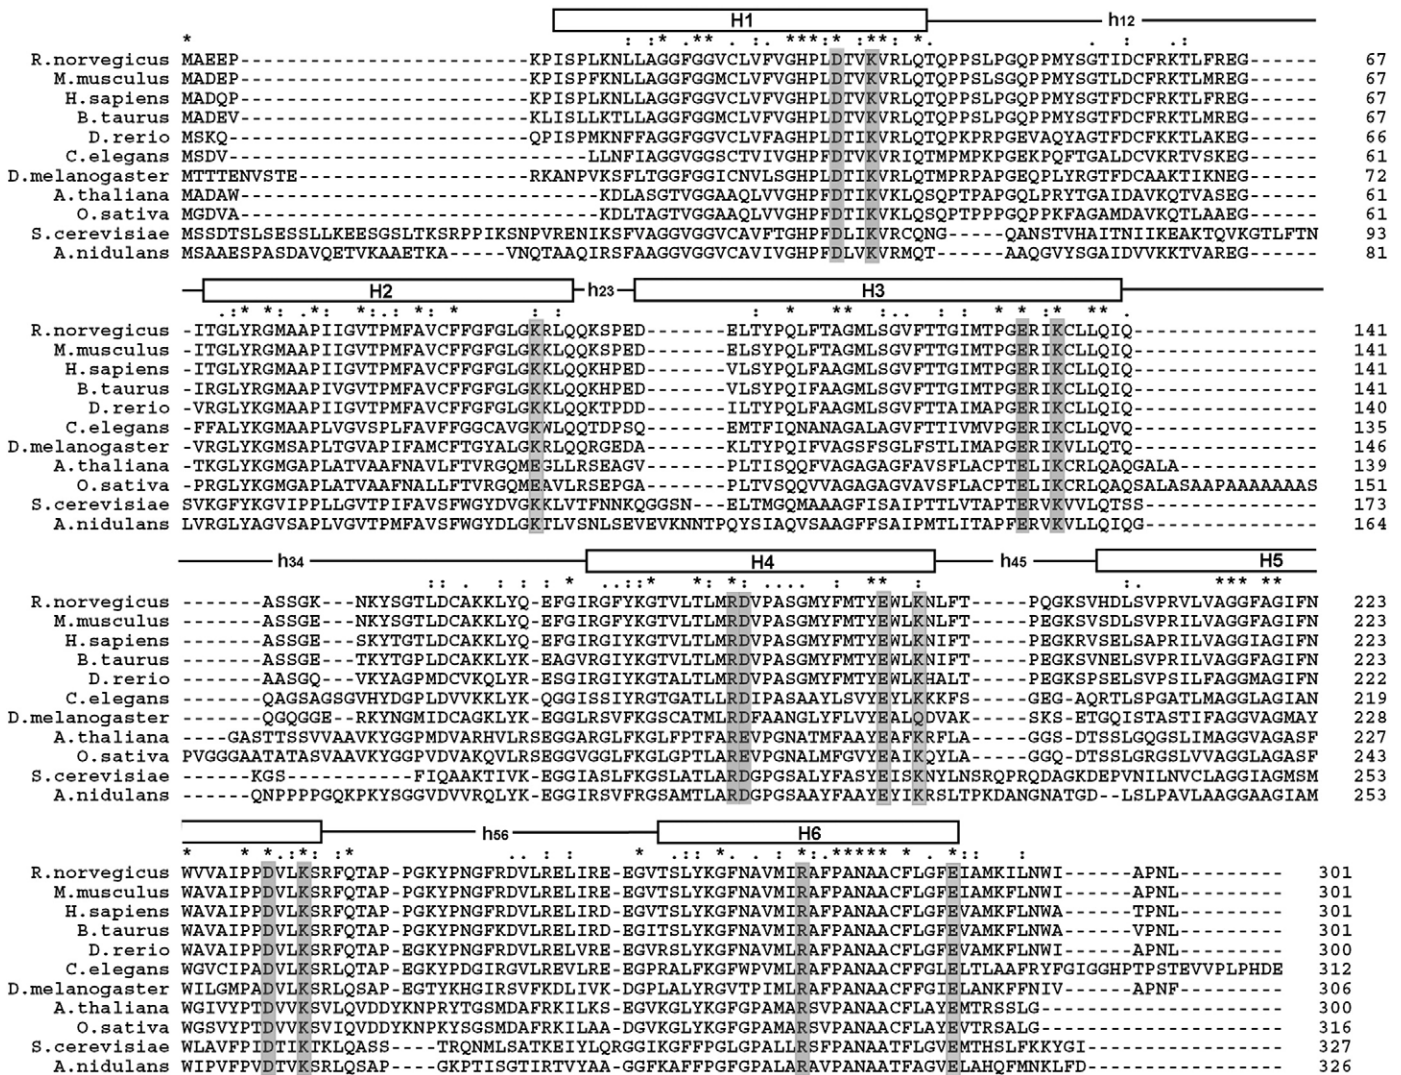 H1 h12
* : :* .** . :. ***:* :** *. . : .:
R.norvegicus MAEEP------------------------KPISPLKNLLAGGFGGVCLVFVGHPLDTVKVRLQTQPPSLPGQPPMYSGTIDCFRKTLFREG------ 67
M.musculus MADEP------------------------KPISPFKNLLAGGFGGVCLVFVGHPLDTVKVRLQTQPPSLSGQPPMYSGTLDCFRKTLMREG------ 67
H.sapiens MADQP------------------------KPISPLKNLLAGGFGGVCLVFVGHPLDTVKVRLQTQPPSLPGQPPMYSGTFDCFRKTLFREG------ 67
B.taurus MADEV------------------------KLISLLKTLLAGGFGGMCLVFVGHPLDTVKVRLQTQPPSLPGQPPMYSGTFDCFRKTLMREG------ 67
D.rerio MSKQ-------------------------QPISPMKNFFAGGFGGVCLVFAGHPLDTVKVRLQTQPKPRPGEVAQYAGTFDCFKKTLAKEG------ 66
C.elegans MSDV------------------------------LLNFIAGGVGGSCTVIVGHPFDTVKVRIQTMPMPKPGEKPQFTGALDCVKRTVSKEG------ 61
D.melanogaster MTTTENVSTE--------------------RKANPVKSFLTGGFGGICNVLSGHPLDTIKVRLQTMPRPAPGEQPLYRGTFDCAAKTIKNEG------ 72
A.thaliana MADAW------------------------------KDLASGTVGGAAQLVVGHPFDTIKVKLQSQPTPAPGQLPRYTGAIDAVKQTVASEG------ 61
O.sativa MGDVA------------------------------KDLTAGTVGGAAQLVVGHPFDTIKVKLQSQPTPPPGQPPKFAGAMDAVKQTLAAEG------ 61
S.cerevisiae MSSDTSLSESSLLKEESGSLTKSRPPIKSNPVRENIKSFVAGGVGGVCAVFTGHPFDLIKVRCQNG-----QANSTVHAITNIIKEAKTQVKGTLFTN 93
A.nidulans MSAAESPASDAVQETVKAAETKA-----VNQTAAQIRSFAAGGVGGVCAVIVGHPFDLVKVRMQT------AAQGVYSGAIDVVKKTVAREG------ 81
H2 h23 H3
.:* * : .*: .: * * : : : * ** : . : * : : * **
R.norvegicus -ITGLYRGMAAPIIGVTPMFAVCFFGFGLGKRLQQKSPED-------ELTYPQLFTAGMLSGVFTTGIMTPGERIKCLLQIQ--------------- 141
M.musculus -ITGLYRGMAAPIIGVTPMFAVCFFGFGLGKKLQQKSPED-------ELSYPQLFTAGMLSGVFTTGIMTPGERIKCLLQIQ--------------- 141
H.sapiens -ITGLYRGMAAPIIGVTPMFAVCFFGFGLGKKLQQKHPED-------VLSYPQLFAAGMLSGVFTTGIMTPGERIKCLLQIQ--------------- 141
B.taurus -IRGLYRGMAAPIVGVTPMFAVCFFGFGLGKKLQQKHPED-------VLSYPQIFAAGMLSGVFTTGIMTPGERIKCLLQIQ--------------- 141
D.rerio -VRGLYKGMAAPIIGVTPMFAVCFFGFGLGKKLQQKTPDD-------ILTYPQLFAAGMLSGVFTTAIMAPGERIKCLLQIQ--------------- 140
C.elegans -FFALYKGMAAPLVGVSPLFAVFFGGCAVGKWLQQTDPSQ-------EMTFIQNANAGALAGVFTTIVMVPGERIKCLLQVQ--------------- 135
D.melanogaster -VRGLYKGMSAPLTGVAPIFAMCFTGYALGKRLQQRGEDA-------KLTYPQIFVAGSFSGLFSTLIMAPGERIKVLLQTQ--------------- 146
A.thaliana -TKGLYKGMGAPLATVAAFNAVLFTVRGQMEGLLRSEAGV-------PLTISQQFVAGAGAGFAVSFLACPTELIKCRLQAQGALA----------- 139
O.sativa -PRGLYKGMGAPLATVAAFNALLFTVRGQMEAVLRSEPGA-------PLTVSQQVVAGAGAGVAVSFLACPTELIKCRLQAQSALASAAPAAAAAAAS 151
S.cerevisiae SVKGFYKGVIPPLLGVTPIFAVSFWGYDVGKKLVTFNNKQGGSN---ELTMGQMAAAGFISAIPTTLVTAPTERVKVVLQTSS-------------- 173
A.nidulans LVRGLYAGVSAPLVGVTPMFAVSFWGYDLGKTLVSNLSEVEVKNNTPQYSIAQVSAAGFFSAIPMTLITAPFERVKVLLQIQG-------------- 164
h34 H4 h45 H5
:: . : : : * ..::* *: *: .... : ** : :. *** **
R.norvegicus -------ASSGK---NKYSGTLDCAKKLYQ-EFGIRGFYKGTVLTLMRDVPASGMYFMTYEWLKNLFT-----PQGKSVHDLSVPRVLVAGGFAGIFN 223
M.musculus -------ASSGE---NKYSGTLDCAKKLYQ-EFGIRGFYKGTVLTLMRDVPASGMYFMTYEWLKNLFT-----PEGKSVSDLSVPRILVAGGFAGIFN 223
H.sapiens -------ASSGE---SKYTGTLDCAKKLYQ-EFGIRGIYKGTVLTLMRDVPASGMYFMTYEWLKNIFT-----PEGKRVSELSAPRILVAGGIAGIFN 223
B.taurus -------ASSGE---TKYTGPLDCAKKLYK-EAGVRGIYKGTVLTLMRDVPASGMYFMTYEWLKNIFT-----PEGKSVNELSVPRILVAGGFAGIFN 223
D.rerio -------AASGQ---VKYAGPMDCVKQLYR-ESGIRGIYKGTALTLMRDVPASGMYFMTYEWLKHALT-----PEGKSPSELSVPSILFAGGMAGIFN 222
C.elegans -------QAGSAGSGVHYDGPLDVVKKLYK-QGGISSIYRGTGATLLRDIPASAAYLSVYEYLKKKFS-----GEG-AQRTLSPGATLMAGGLAGIAN 219
D.melanogaster -------QGQGGE--RKYNGMIDCAGKLYK-EGGLRSVFKGSCATMLRDFAANGLYFLVYEALQDVAK-----SKS-ETGQISTASTIFAGGVAGMAY 228
A.thaliana ----GASTTSSVVAAVKYGGPMDVARHVLRSEGGARGLFKGLFPTFAREVPGNATMFAAYEAFKRFLA-----GGS-DTSSLGQGSLIMAGGVAGASF 227
O.sativa PVGGGAATATASVAAVKYGGPVDVAKQVLRSEGGVGGLFKGLGPTLAREVPGNALMFGVYEAIKQYLA-----GGQ-DTSSLGRGSLVVAGGLAGASF 243
S.cerevisiae ------KGS-----------FIQAAKTIVK-EGGIASLFKGSLATLARDGPGSALYFASYEISKNYLNSRQPRQDAGKDEPVNILNVCLAGGIAGMSM 253
A.nidulans ------QNPPPPGQKPKYSGGVDVVRQLYK-EGGIRSVFRGSAMTLARDGPGSAAYFAAYEYIKRSLTPKDANGNATGD--LSLPAVLAAGGAAGIAM 253
h56 H6
* * *.:*: :* .. : : * .:: *. : *:.***** * . *:: :
R.norvegicus WVVAIPPDVLKSRFQTAP-PGKYPNGFRDVLRELIRE-EGVTSLYKGFNAVMIRAFPANAACFLGFEIAMKILNWI------APNL--------- 301
M.musculus WAVAIPPDVLKSRFQTAP-PGKYPNGFRDVLRELIRE-EGVTSLYKGFNAVMIRAFPANAACFLGFEIAMKFLNWI------APNL--------- 301
H.sapiens WAVAIPPDVLKSRFQTAP-PGKYPNGFRDVLRELIRD-EGVTSLYKGFNAVMIRAFPANAACFLGFEVAMKFLNWA------TPNL--------- 301
B.taurus WAVAIPPDVLKSRFQTAP-PGKYPNGFRDVLRELIRD-EGITSLYKGFNAVMIRAFPANAACFLGFEVAMKFLNWA------VPNL--------- 301
D.rerio WAVAIPPDVLKSRFQTAP-EGKYPNGFRDVLRELVRE-EGVRSLYKGFNAVMLRAFPANAACFLGFEVAMKFLNWI------APNL--------- 300
C.elegans WGVCIPADVLKSRLQTAP-EGKYPDGIRGVLREVLRE-EGPRALFKGFWPVMLRAFPANAACFFGLELTLAAFRYFGIGGHPTPSTEVVPLPHDE 312
D.melanogaster WILGMPADVLKSRLQSAP-EGTYKHGIRSVFKDLIVK-DGPLALYRGVTPIMLRAFPANAACFFGIELANKFFNIV------APNF--------- 306
A.thaliana WGIVYPTDVVKSVLQVDDYKNPRYTGSMDAFRKILKS-EGVKGLYKGFGPAMARSVPANAACFLAYEMTRSSLG-------------------- 300
O.sativa WGSVYPTDVVKSVIQVDDYKNPKYSGSMDAFRKILAA-DGVKGLYKGFGPAMARSVPANAACFLAYEVTRSALG-------------------- 316
S.cerevisiae WLAVFPIDTIKTKLQASS----TRQNMLSATKEIYLQRGGIKGFFPGLGPALLRSFPANAATFLGVEMTHSLFKKYGI---------------- 327
A.nidulans WIPVFPVDTVKSRLQSAP----GKPTISGTIRTVYAA-GGFKAFFPGFGPALARAVPANAATFAGVELAHQFMNKLFD---------------- 326